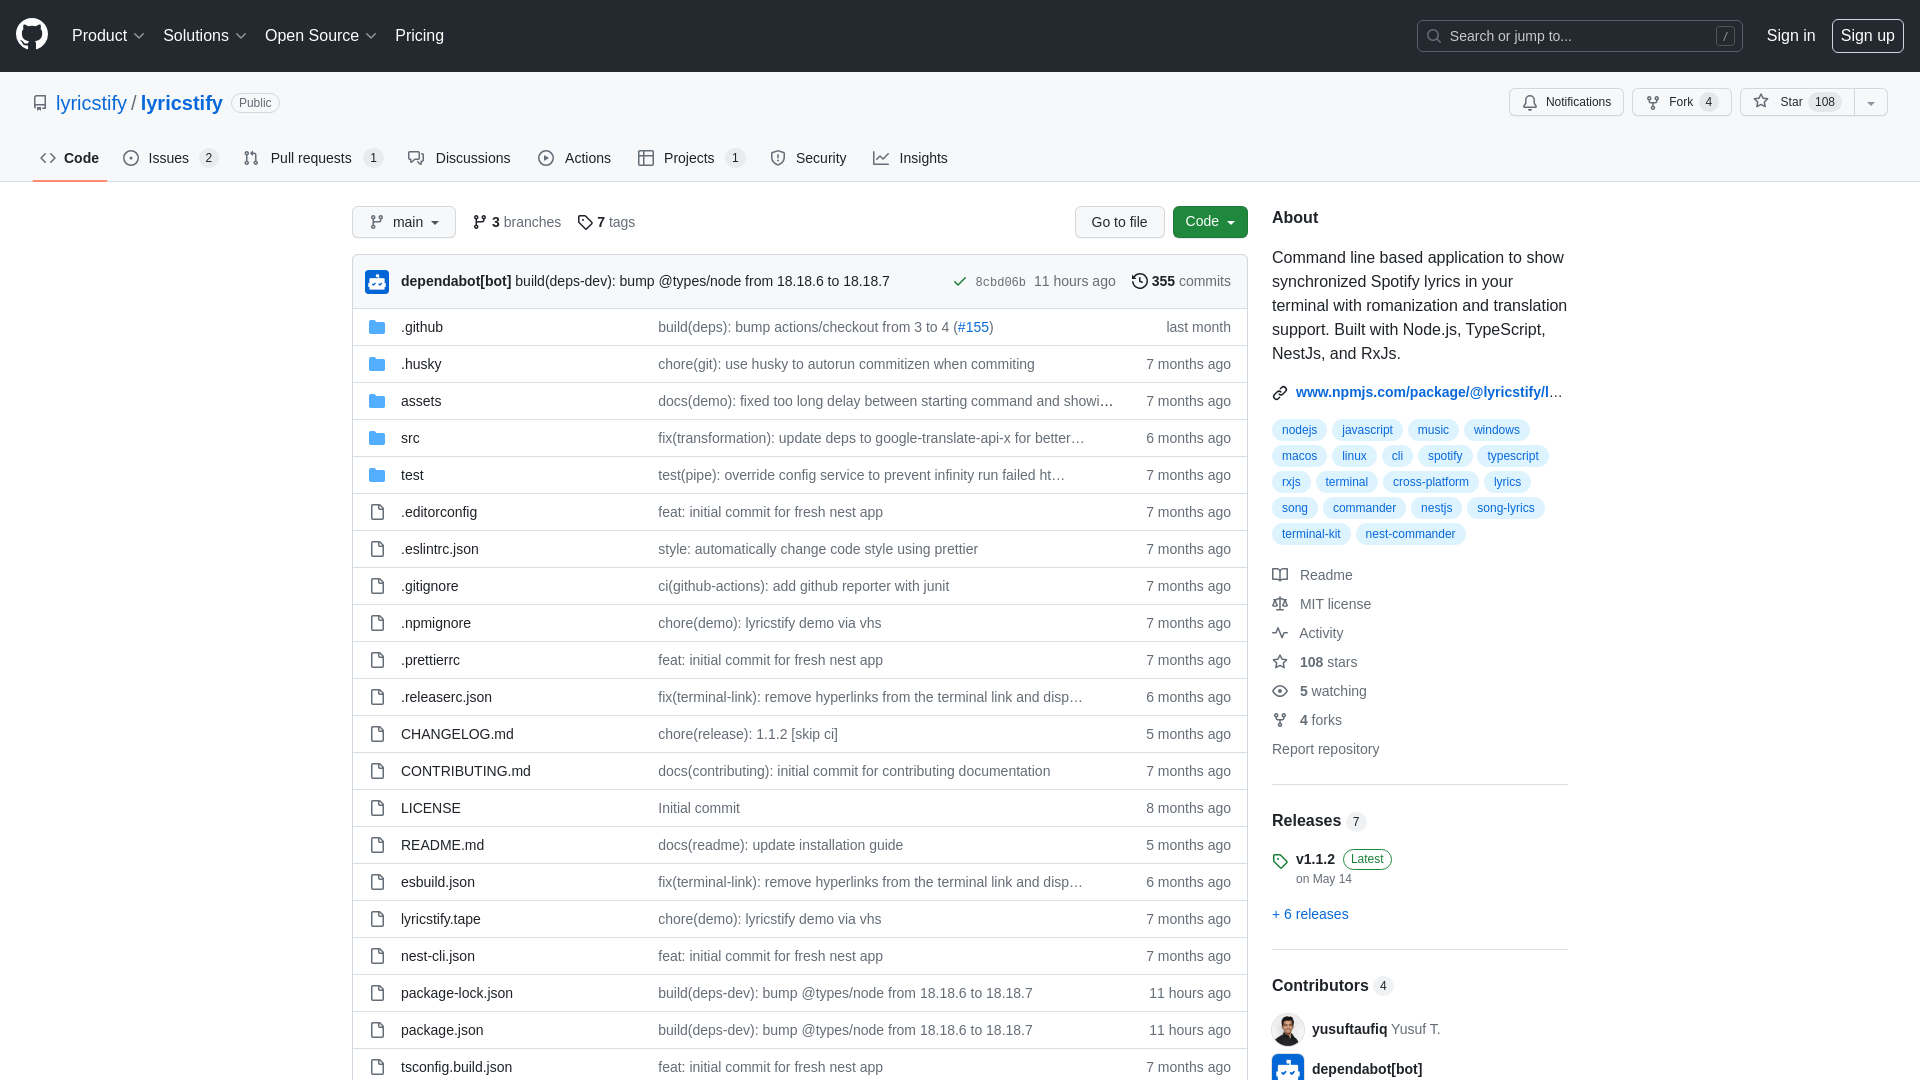 Product Solutions Open Source Pricing Search or jump to... / Sign in Sign up
lyricstify / lyricstify Public Notifications Fork 4 Star 108
Code Issues 2 Pull requests 1 Discussions Actions Projects 1 Security Insights
main 3 branches 7 tags Go to file Code
dependabot[bot] build(deps-dev): bump @types/node from 18.18.6 to 18.18.7 8cbd06b 11 hours ago 355 commits
.github build(deps): bump actions/checkout from 3 to 4 (#155) last month
.husky chore(git): use husky to autorun commitizen when commiting 7 months ago
assets docs(demo): fixed too long delay between starting command and showi… 7 months ago
src fix(transformation): update deps to google-translate-api-x for better… 6 months ago
test test(pipe): override config service to prevent infinity run failed ht… 7 months ago
.editorconfig feat: initial commit for fresh nest app 7 months ago
.eslintrc.json style: automatically change code style using prettier 7 months ago
.gitignore ci(github-actions): add github reporter with junit 7 months ago
.npmignore chore(demo): lyricstify demo via vhs 7 months ago
.prettierrc feat: initial commit for fresh nest app 7 months ago
.releaserc.json fix(terminal-link): remove hyperlinks from the terminal link and disp… 6 months ago
CHANGELOG.md chore(release): 1.1.2 [skip ci] 5 months ago
CONTRIBUTING.md docs(contributing): initial commit for contributing documentation 7 months ago
LICENSE Initial commit 8 months ago
README.md docs(readme): update installation guide 5 months ago
esbuild.json fix(terminal-link): remove hyperlinks from the terminal link and disp… 6 months ago
lyricstify.tape chore(demo): lyricstify demo via vhs 7 months ago
nest-cli.json feat: initial commit for fresh nest app 7 months ago
package-lock.json build(deps-dev): bump @types/node from 18.18.6 to 18.18.7 11 hours ago
package.json build(deps-dev): bump @types/node from 18.18.6 to 18.18.7 11 hours ago
tsconfig.build.json feat: initial commit for fresh nest app 7 months ago
About
Command line based application to show
synchronized Spotify lyrics in your
terminal with romanization and translation
support. Built with Node.js, TypeScript,
NestJs, and RxJs.
www.npmjs.com/package/@lyricstify/l…
nodejs javascript music windows
macos linux cli spotify typescript
rxjs terminal cross-platform lyrics
song commander nestjs song-lyrics
terminal-kit nest-commander
Readme
MIT license
Activity
108 stars
5 watching
4 forks
Report repository
Releases 7
v1.1.2 Latest
on May 14
+ 6 releases
Contributors 4
yusuftaufiq Yusuf T.
dependabot[bot]